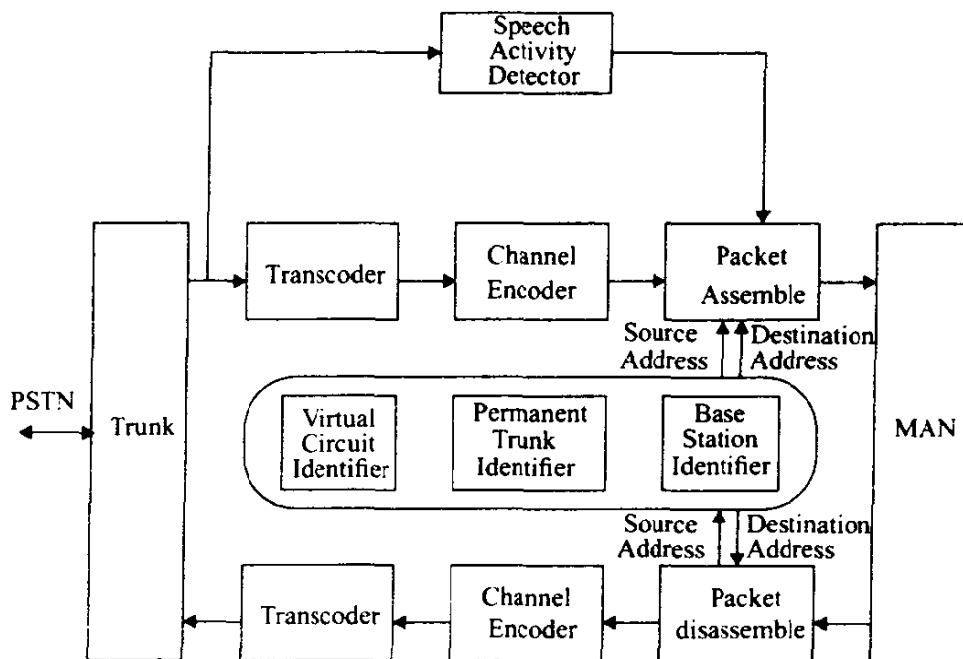 Speech
Activity
Detector
Transcoder
Channel
Encoder
Packet
Assemble
Source
Address
Destination
Address
PSTN
Trunk
Virtual
Circuit
Identifier
Permanent
Trunk
Identifier
Base
Station
Identifier
MAN
Source
Address
Destination
Address
Transcoder
Channel
Encoder
Packet
disassemble